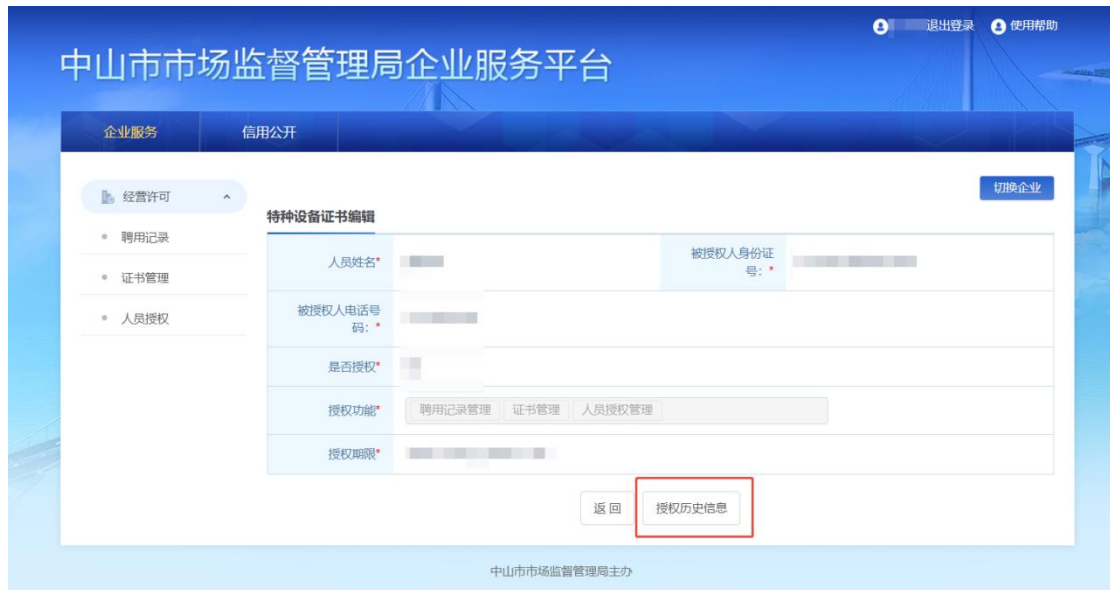 退出登录 使用帮助
中山市市场监督管理局企业服务平台
企业服务 信用公开
切换企业
经营许可
聘用记录
证书管理
人员授权
特种设备证书编辑
人员姓名*
被授权人身份证
号: *
被授权人电话号
码: *
是否授权*
授权功能* 聘用记录管理 证书管理 人员授权管理
授权期限*
返回 授权历史信息
中山市市场监督管理局主办